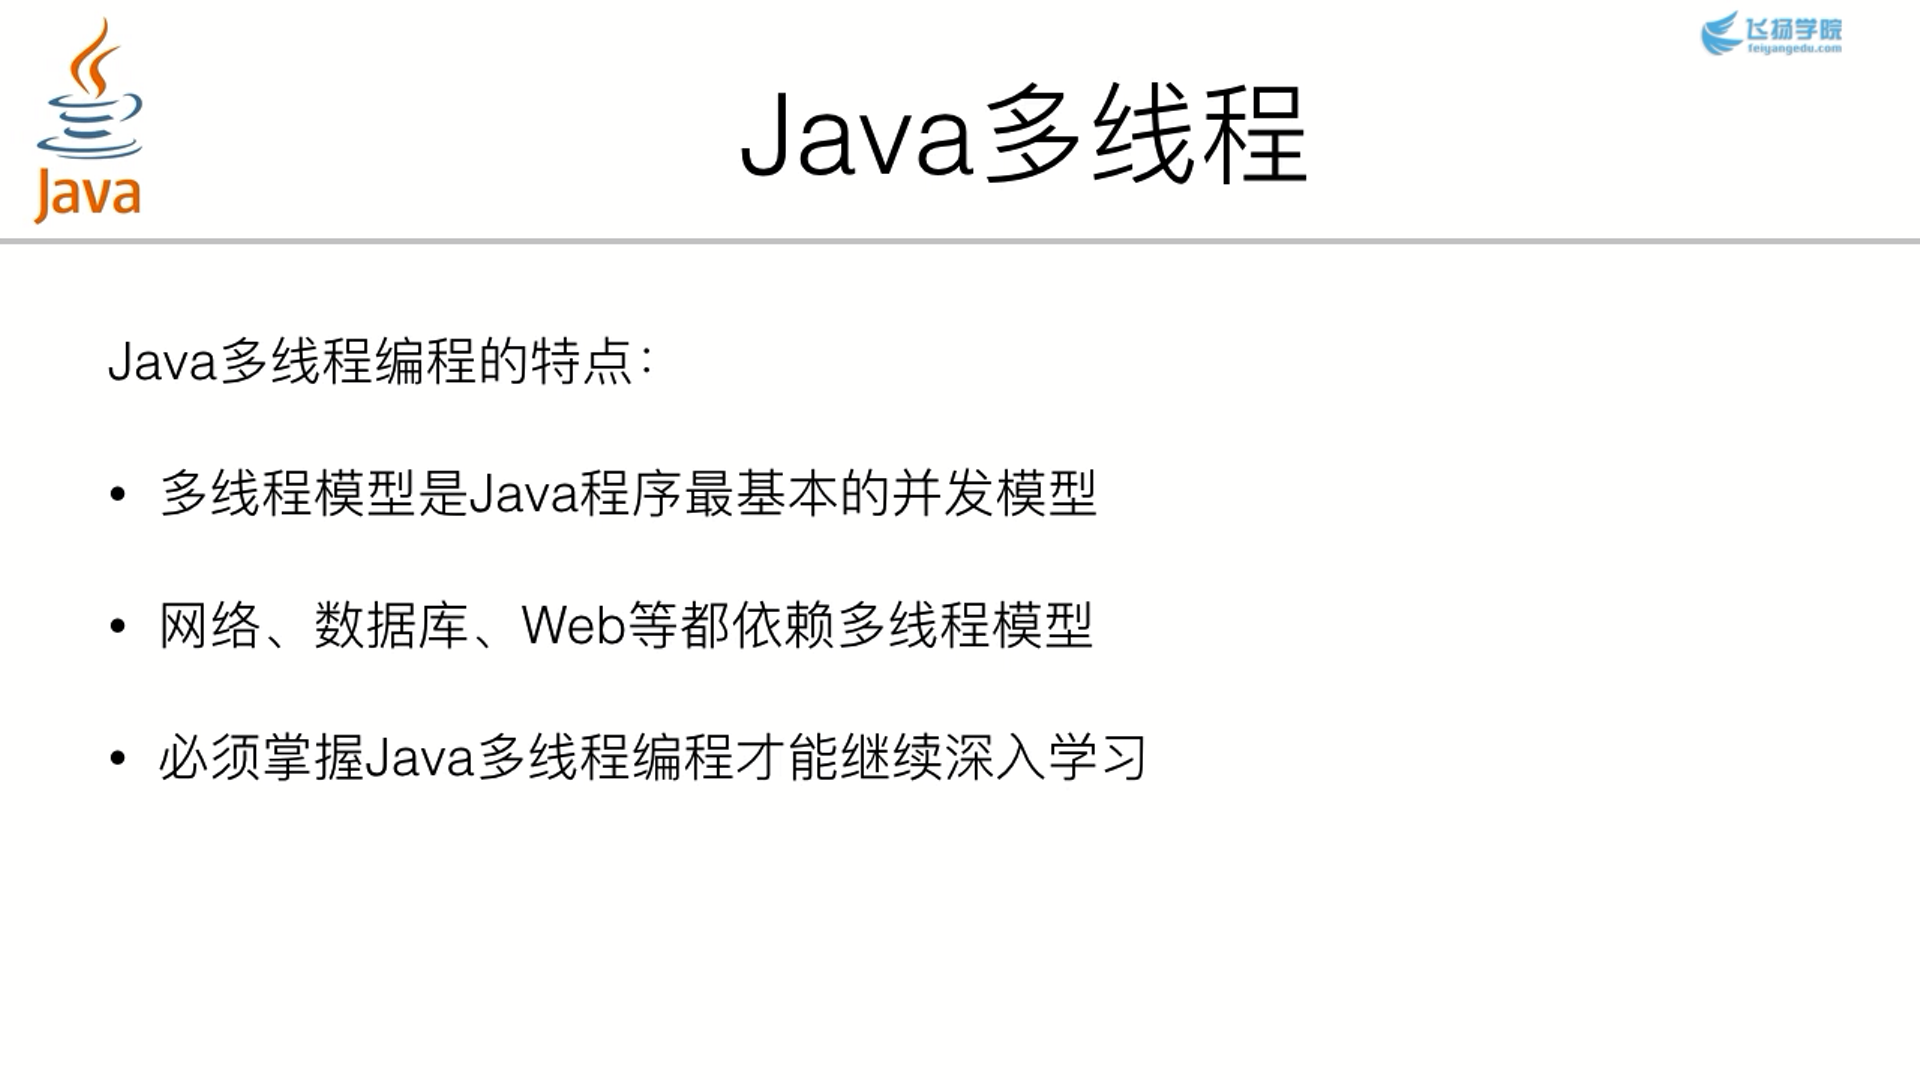 飞扬学院
feiyangedu.com
Java多线程
Java
Java多线程编程的特点：
• 多线程模型是Java程序最基本的并发模型
• 网络、数据库、Web等都依赖多线程模型
• 必须掌握Java多线程编程才能继续深入学习